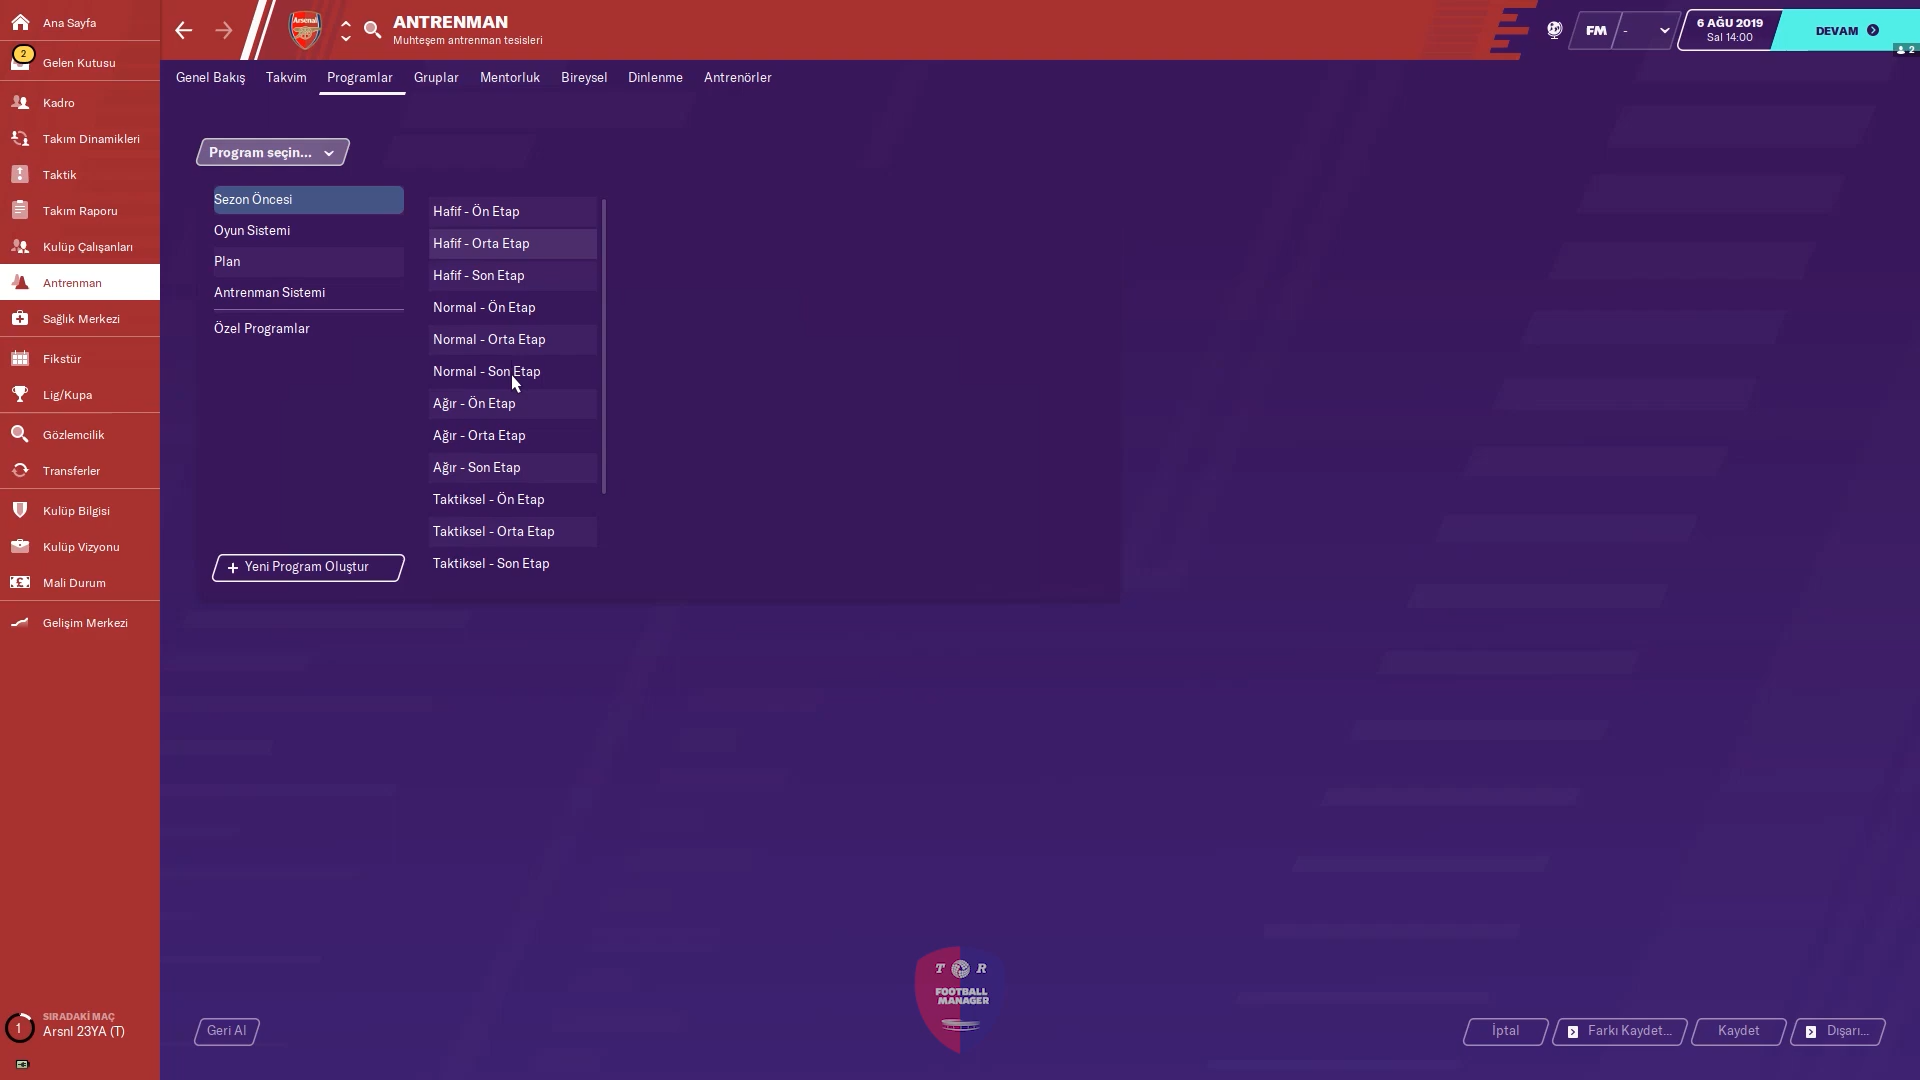 Ana Sayfa
2
Gelen Kutusu
Kadro
Takım Dinamikleri
Taktik
Takım Raporu
Kulüp Çalışanları
Antrenman
Sağlık Merkezi
Fikstür
Lig/Kupa
Gözlemcilik
Transferler
Kulüp Bilgisi
Kulüp Vizyonu
Mali Durum
Gelişim Merkezi
1
SIRADAKİ MAÇ
Arsnl 23YA (T)
Arsenal
ANTRENMAN
Muhteşem antrenman tesisleri
FM
-
6 AĞU 2019
Sal 14:00
DEVAM
2
Genel Bakış
Takvim
Programlar
Gruplar
Mentorluk
Bireysel
Dinlenme
Antrenörler
Program seçin...
Sezon Öncesi
Oyun Sistemi
Plan
Antrenman Sistemi
Özel Programlar
+ Yeni Program Oluştur
Hafif - Ön Etap
Hafif - Orta Etap
Hafif - Son Etap
Normal - Ön Etap
Normal - Orta Etap
Normal - Son Etap
Ağır - Ön Etap
Ağır - Orta Etap
Ağır - Son Etap
Taktiksel - Ön Etap
Taktiksel - Orta Etap
Taktiksel - Son Etap
T R
FOOTBALL
MANAGER
Geri Al
İptal
Farkı Kaydet...
Kaydet
Dışarı...